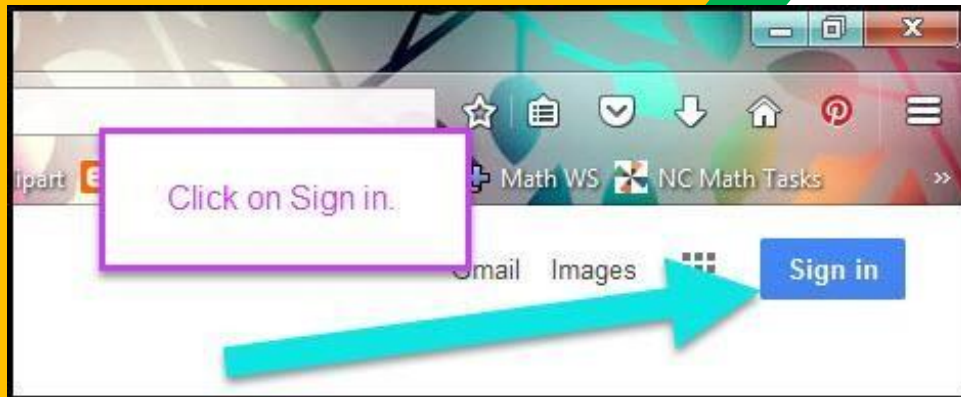 ipart Math WS NC Math Tasks »
Click on Sign in.
Gmail Images Sign in